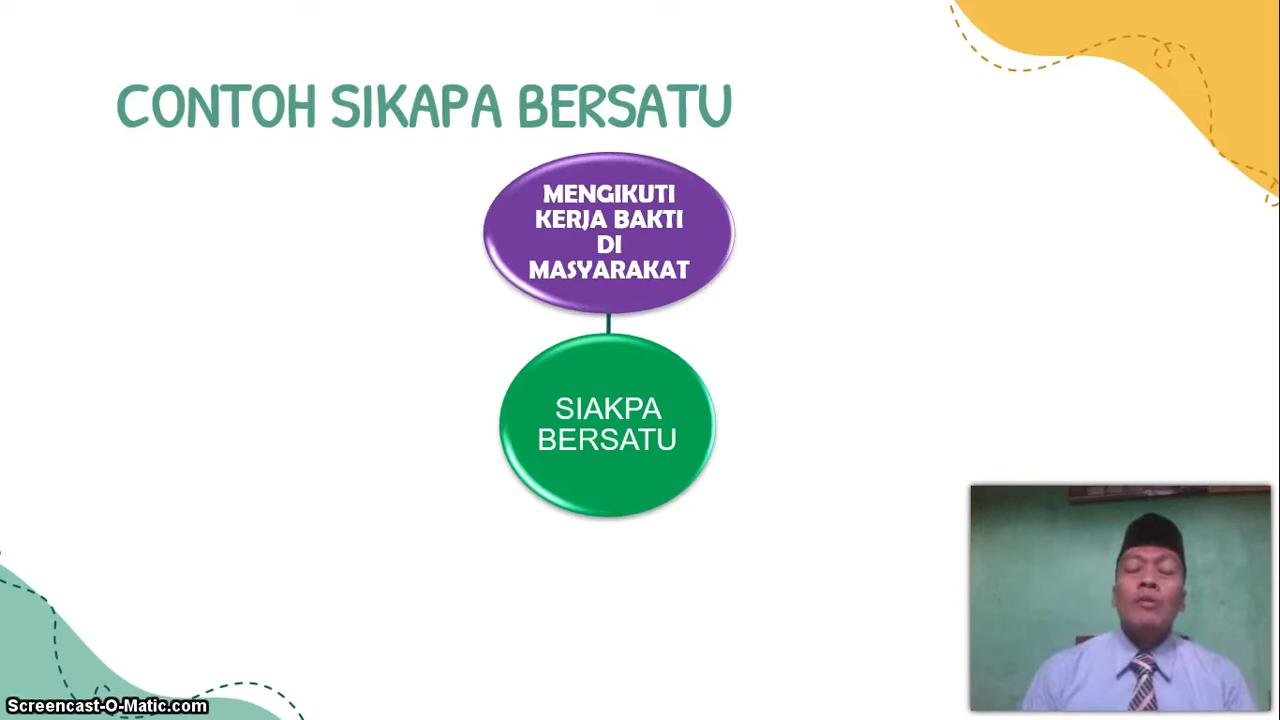 CONTOH SIKAPA BERSATU
MENGIKUTI
KERJA BAKTI
DI
MASYARAKAT
SIAKPA
BERSATU
Screencast-O-Matic.com